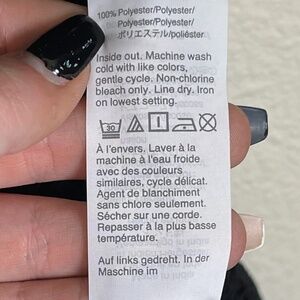 100% Polyester/Polyester/
Polyester/Polyester/
ポリエステル/poliéster
Inside out. Machine wash
cold with like colors,
gentle cycle. Non-chlorine
bleach only. Line dry. Iron
on lowest setting.
30
À l'envers. Laver à la
machine à l'eau froide
avec des couleurs
similaires, cycle délicat.
Agent de blanchiment
sans chlore seulement.
Sécher sur une corde.
Repasser à la plus basse
température.
Auf links gedreht. In der
Maschine im